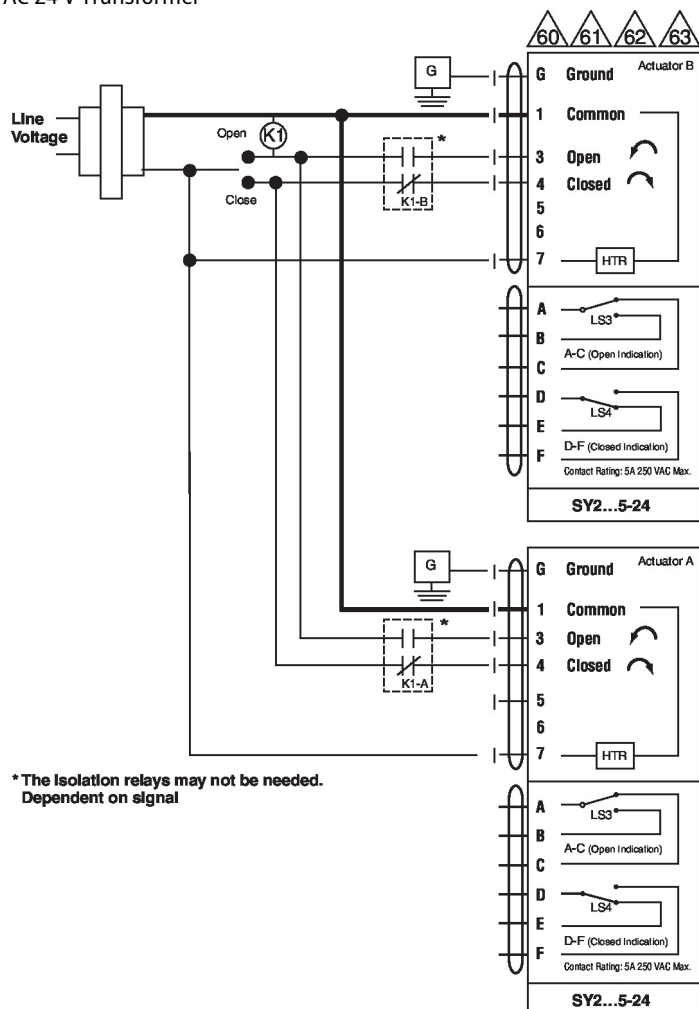 AC 24 V Transformer
60 61 62 63
Actuator B
G
G Ground
Line
Voltage
1 Common
Open
K1
*
3 Open
4 Closed
Close
K1-B
5
6
7
HTR
A
LS3
B
A-C (Open Indication)
C
D
LS4
E
D-F (Closed Indication)
F
Contact Rating: 5A 250 VAC Max.
SY2...5-24
Actuator A
G
G Ground
1 Common
*
3 Open
4 Closed
K1-A
5
6
7
HTR
* The Isolation relays may not be needed.
Dependent on signal
A
LS3
B
A-C (Open Indication)
C
D
LS4
E
D-F (Closed Indication)
F
Contact Rating: 5A 250 VAC Max.
SY2...5-24